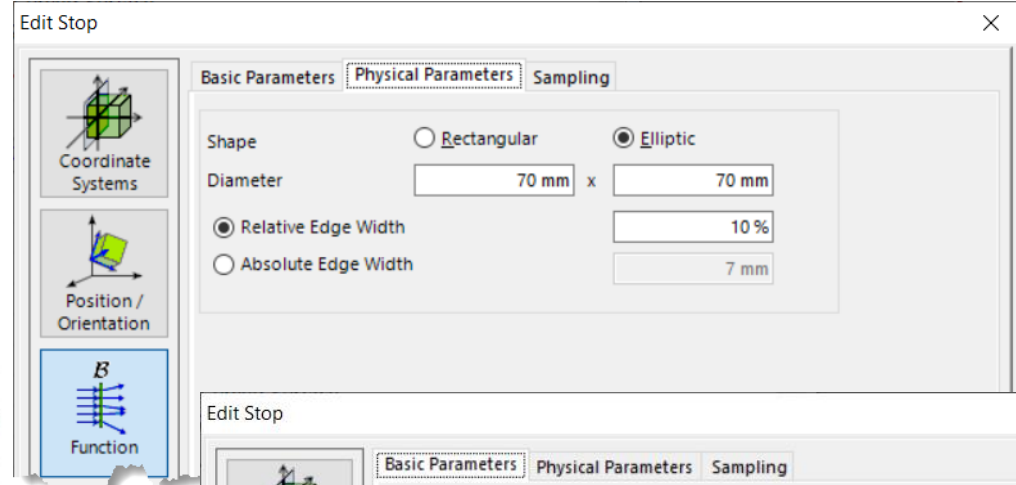 Edit Stop
Basic Parameters Physical Parameters Sampling
Coordinate
Systems
Shape Rectangular Elliptic
Diameter 70 mm x 70 mm
Relative Edge Width 10 %
Absolute Edge Width 7 mm
Position /
Orientation
B
Function
Edit Stop
Basic Parameters Physical Parameters Sampling